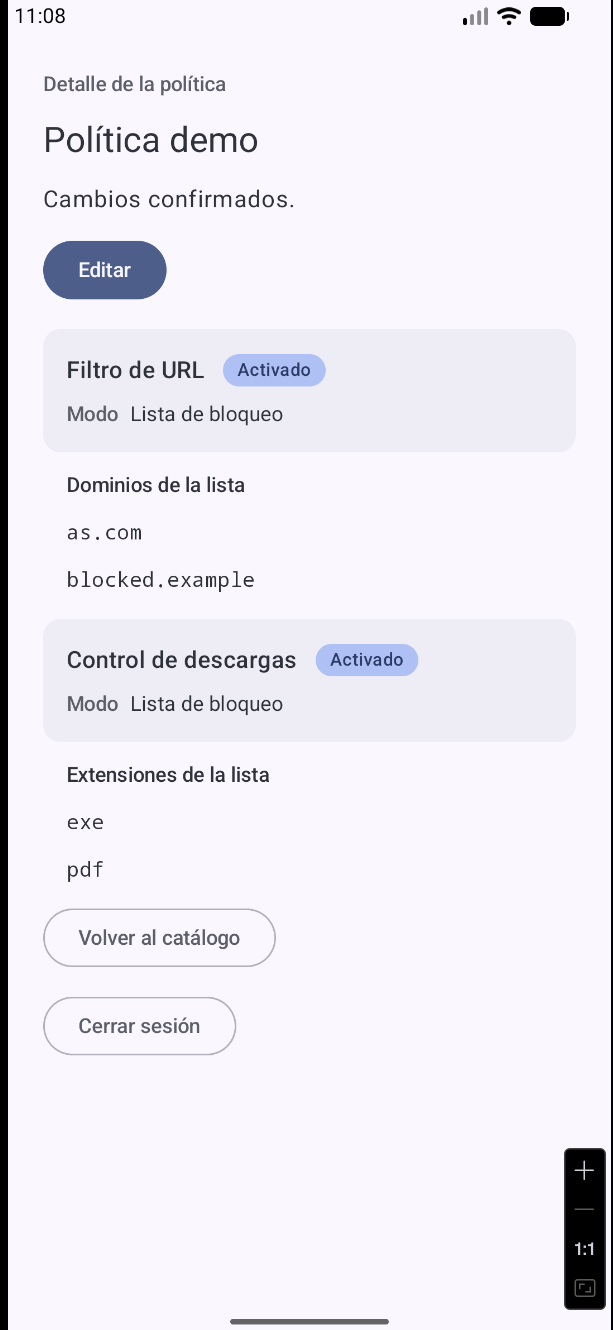 11:08
Detalle de la política
Política demo
Cambios confirmados.
Editar
Filtro de URL Activado
Modo Lista de bloqueo
Dominios de la lista
as.com
blocked.example
Control de descargas Activado
Modo Lista de bloqueo
Extensiones de la lista
exe
pdf
Volver al catálogo
Cerrar sesión
1:1